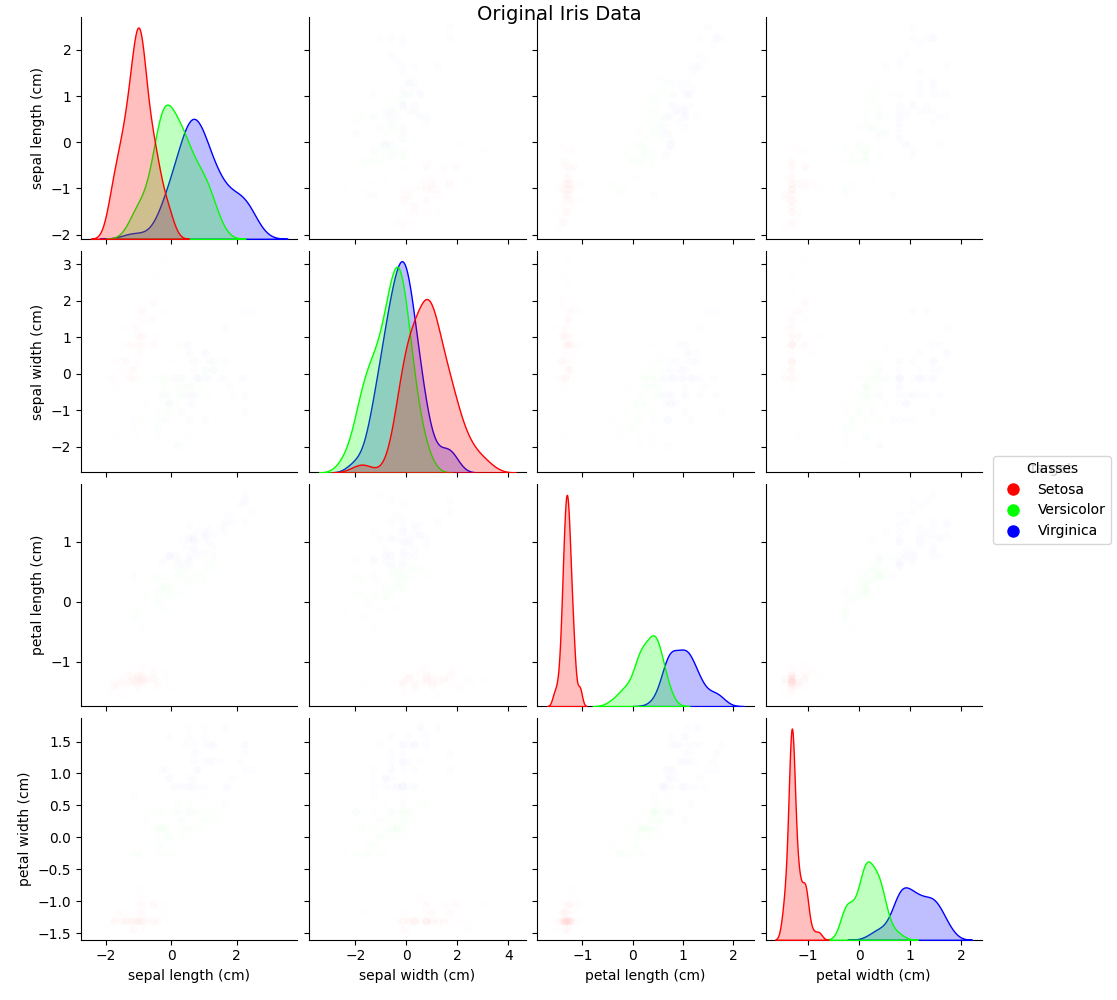 Original Iris Data
sepal length (cm)
2
1
0
−1
−2
sepal width (cm)
3
2
1
0
−1
−2
Classes
Setosa
Versicolor
Virginica
petal length (cm)
1
0
−1
petal width (cm)
1.5
1.0
0.5
0.0
−0.5
−1.0
−1.5
−2 0 2
−2 0 2 4
−1 0 1 2
−1 0 1 2
sepal length (cm)
sepal width (cm)
petal length (cm)
petal width (cm)